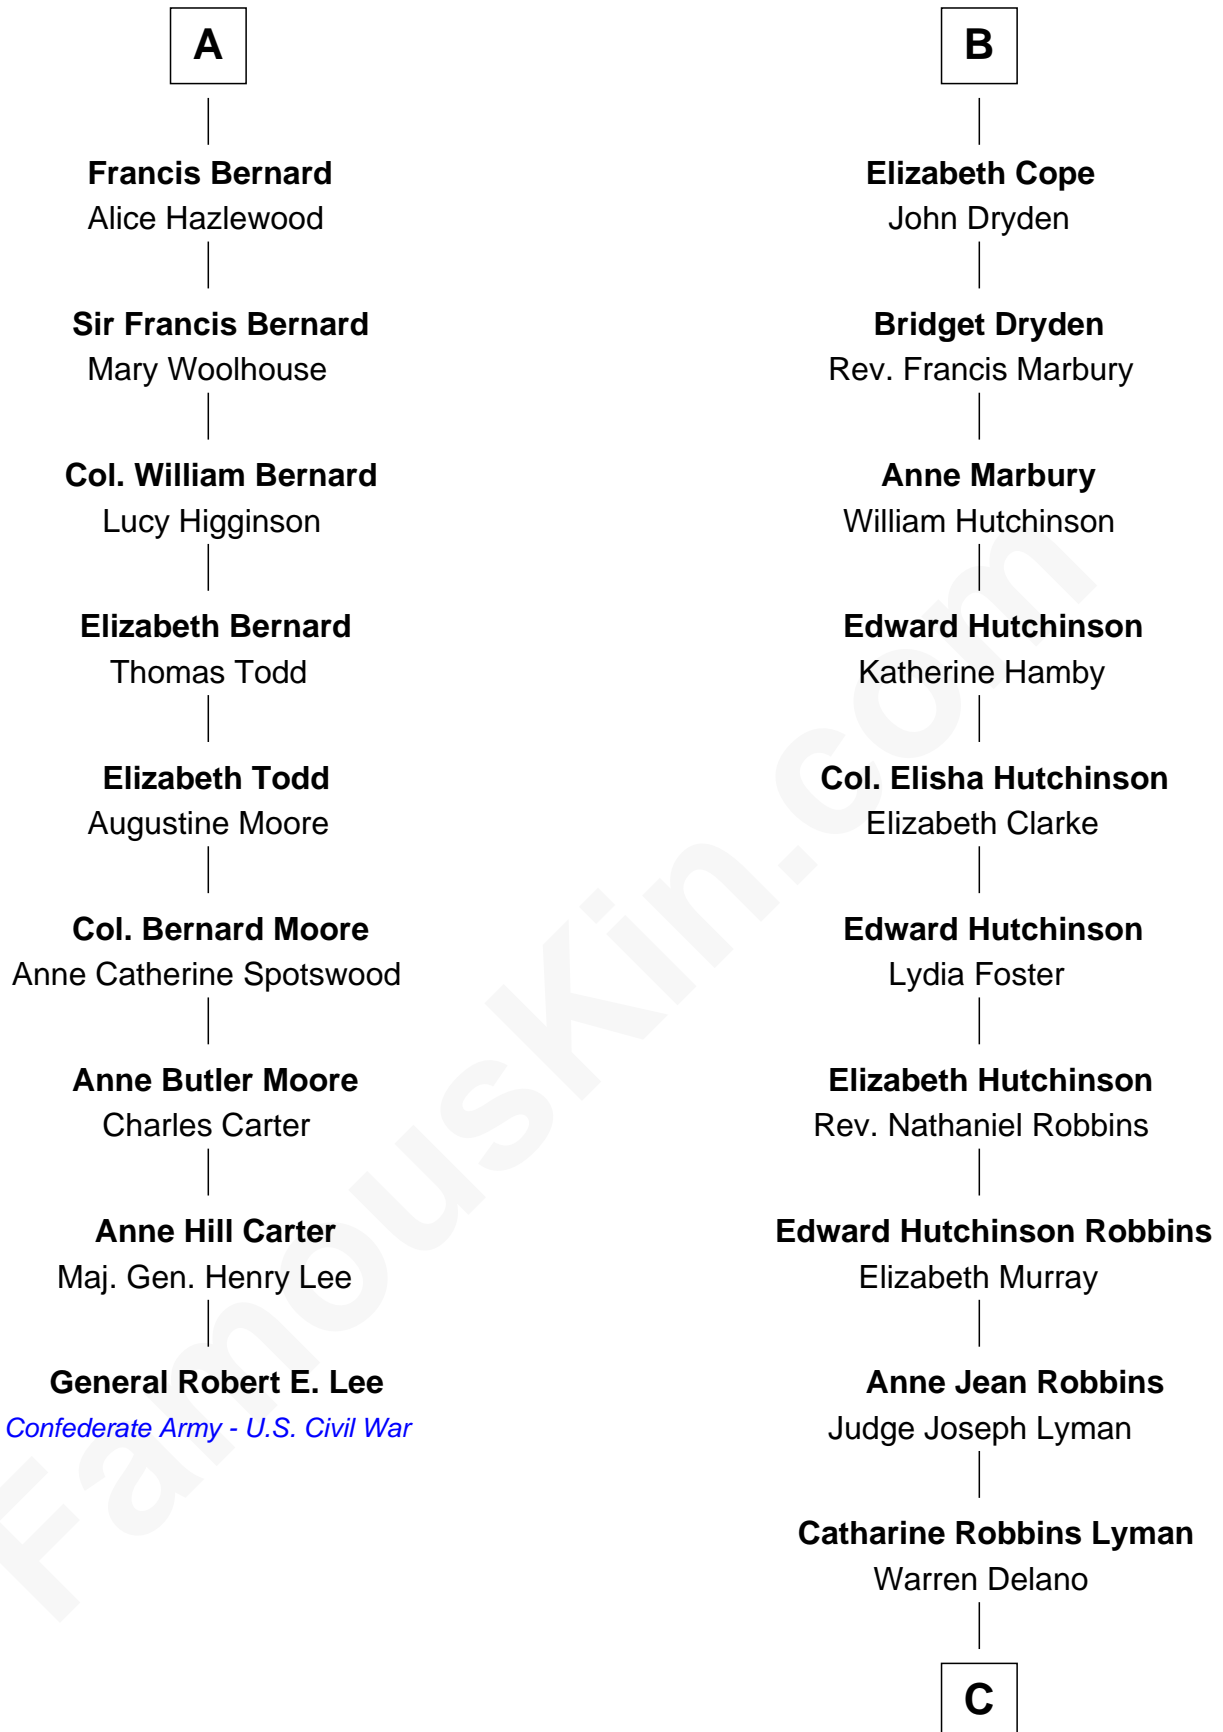 A
Francis Bernard
Alice Hazlewood
Sir Francis Bernard
Mary Woolhouse
Col. William Bernard
Lucy Higginson
Elizabeth Bernard
Thomas Todd
Elizabeth Todd
Augustine Moore
Col. Bernard Moore
Anne Catherine Spotswood
Anne Butler Moore
Charles Carter
Anne Hill Carter
Maj. Gen. Henry Lee
General Robert E. Lee
Confederate Army - U.S. Civil War
B
Elizabeth Cope
John Dryden
Bridget Dryden
Rev. Francis Marbury
Anne Marbury
William Hutchinson
Edward Hutchinson
Katherine Hamby
Col. Elisha Hutchinson
Elizabeth Clarke
Edward Hutchinson
Lydia Foster
Elizabeth Hutchinson
Rev. Nathaniel Robbins
Edward Hutchinson Robbins
Elizabeth Murray
Anne Jean Robbins
Judge Joseph Lyman
Catharine Robbins Lyman
Warren Delano
C
FamousKin.com